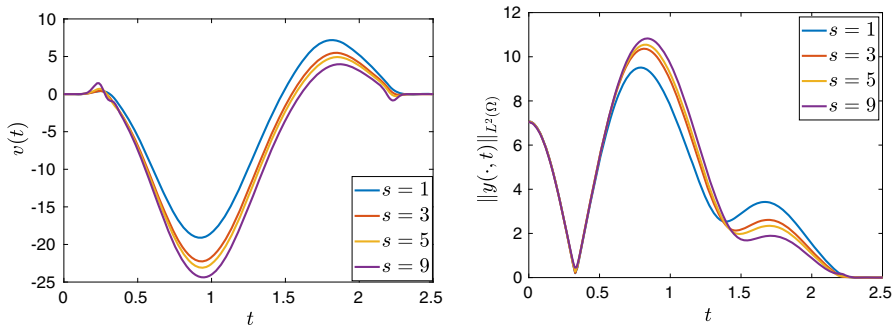 10
5
0
-5
-10
-15
-20
-25
0 0.5 1 1.5 2 2.5
v(t)
t
s = 1
s = 3
s = 5
s = 9
12
10
8
6
4
2
0
0 0.5 1 1.5 2 2.5
||y(·, t)||_{L²(Ω)}
t
s = 1
s = 3
s = 5
s = 9